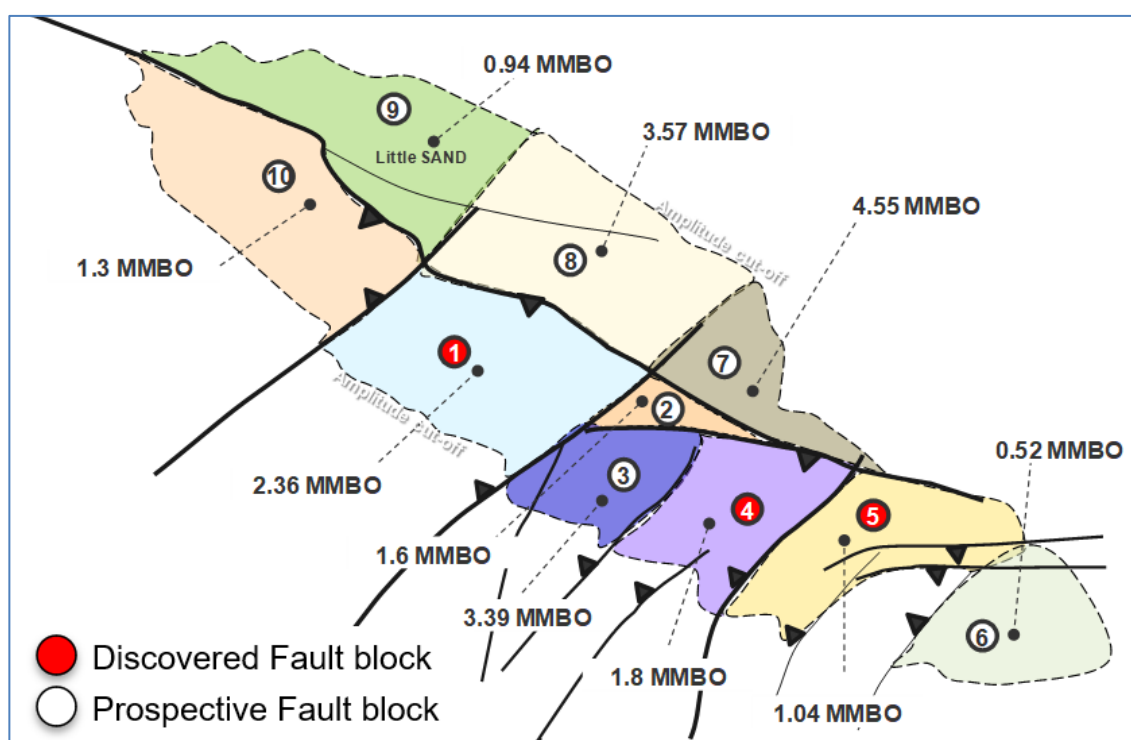 0.94 MMBO
9
Little SAND
3.57 MMBO
10
Amplitude cut-off
4.55 MMBO
8
1.3 MMBO
1
7
Amplitude cut-off
2
2.36 MMBO
3
0.52 MMBO
4
5
1.6 MMBO
3.39 MMBO
6
1.8 MMBO
1.04 MMBO
Discovered Fault block
Prospective Fault block